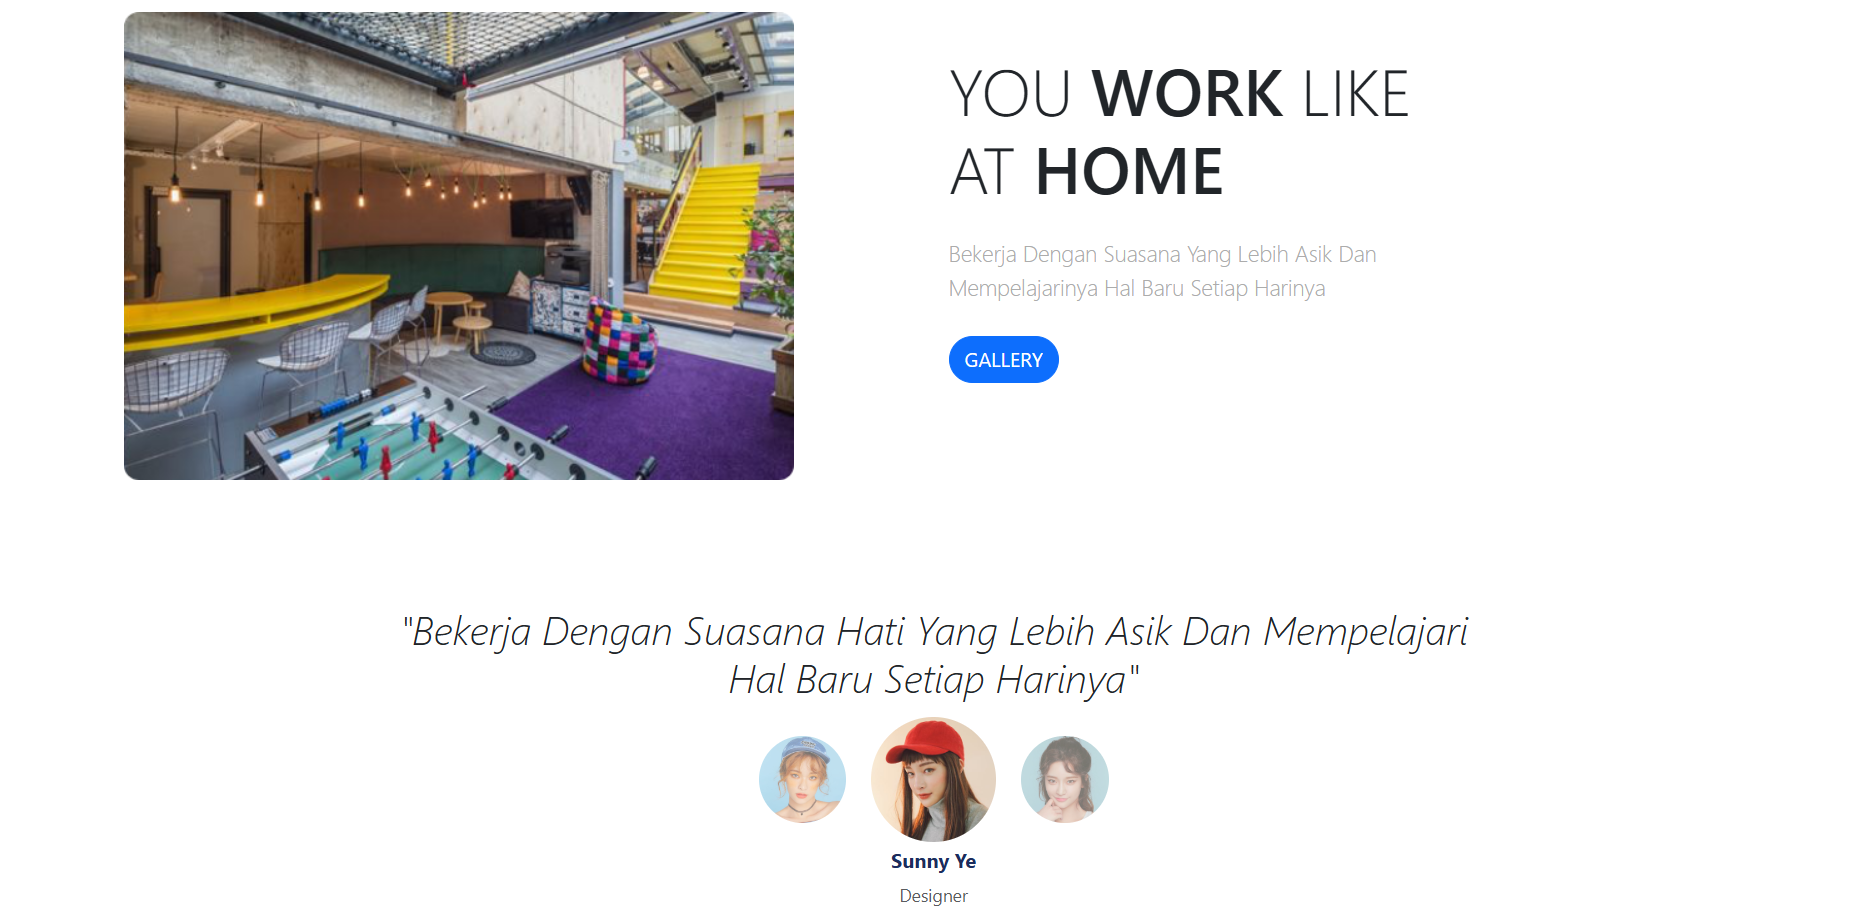 YOU WORK LIKE
AT HOME
Bekerja Dengan Suasana Yang Lebih Asik Dan
Mempelajarinya Hal Baru Setiap Harinya
GALLERY
"Bekerja Dengan Suasana Hati Yang Lebih Asik Dan Mempelajari
Hal Baru Setiap Harinya"
Sunny Ye
Designer